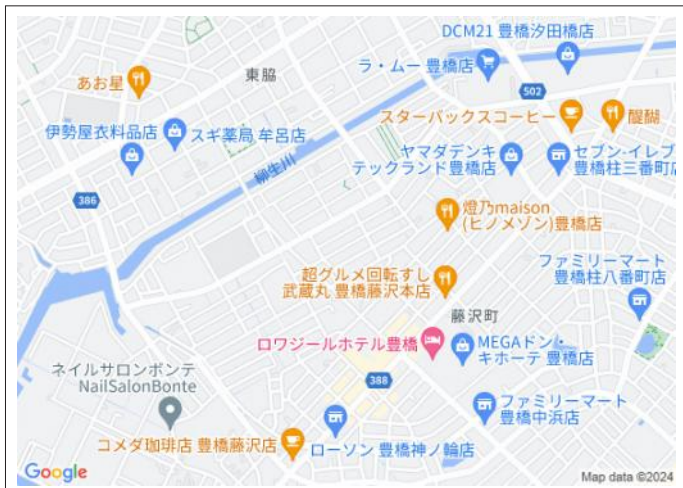 DCM21 豊橋汐田橋店
あお星
東脇
ラ・ムー 豊橋店
502
スターバックスコーヒー
醍醐
伊勢屋衣料品店
スギ薬局 牟呂店
ヤマダデンキ
テックランド豊橋店
セブン-イレブ
豊橋柱三番町店
柳生川
386
燈乃maison
(ヒノメゾン)豊橋店
ファミリーマート
豊橋柱八番町店
超グルメ回転すし
武蔵丸 豊橋藤沢本店
藤沢町
ロワジールホテル豊橋
MEGAドン・
キホーテ 豊橋店
ネイルサロンボンテ
NailSalonBonte
388
ファミリーマート
豊橋中浜店
コメダ珈琲店 豊橋藤沢店
ローソン 豊橋神ノ輪店
Google
Map data ©2024